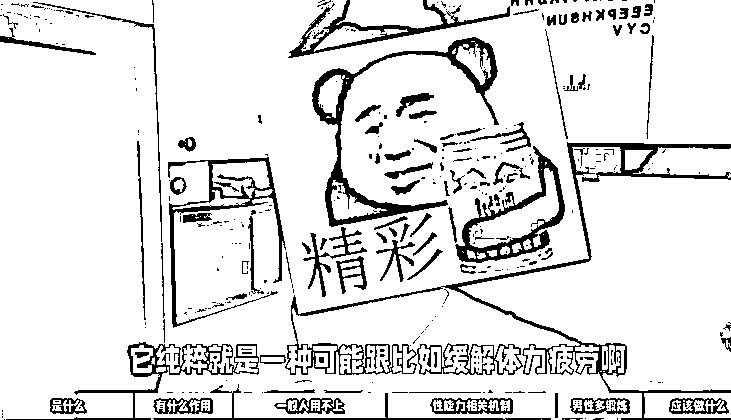 EEEPKHSUN
CYV
精彩
它纯粹就是一种可能跟比如缓解体力疲劳啊
是什么
有什么作用
一般人用不上
性能力相关机制
男性多锻炼
应该做什么